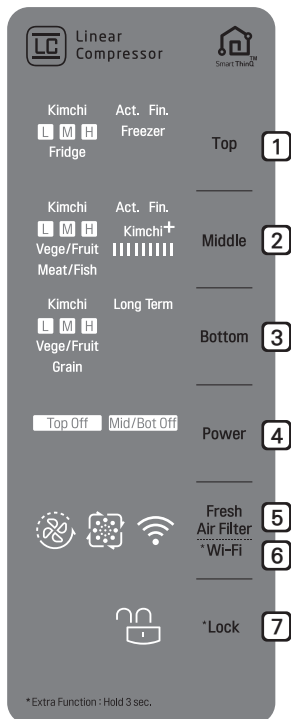 LC Linear
Compressor
Smart ThinQ™
Kimchi Act. Fin.
L M H Freezer
Fridge
Top 1
Kimchi Act. Fin.
L M H Kimchi+
Vege/Fruit
Meat/Fish
Middle 2
Kimchi Long Term
L M H
Vege/Fruit
Grain
Bottom 3
Top Off Mid/Bot Off
Power 4
Fresh
Air Filter 5
*Wi-Fi 6
*Lock 7
*Extra Function : Hold 3 sec.